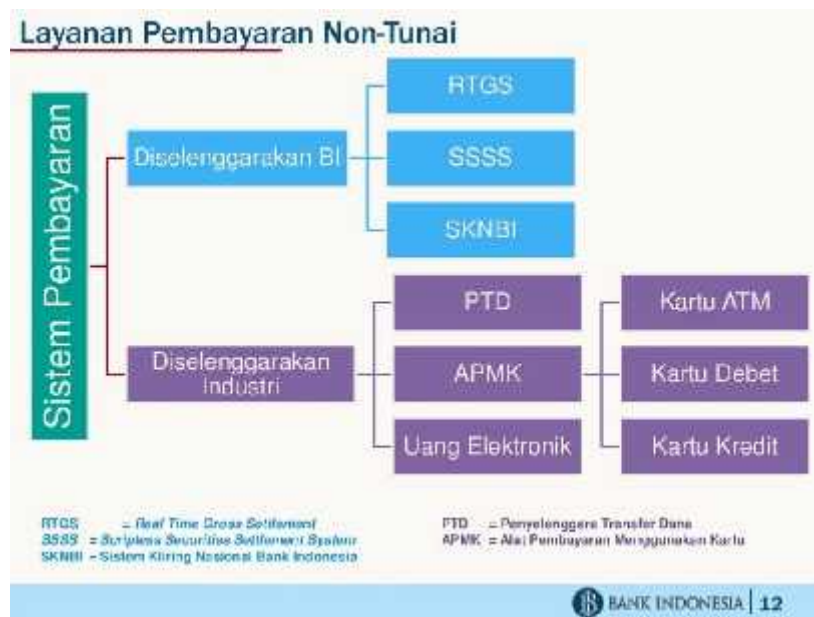 Layanan Pembayaran Non-Tunai
Sistem Pembayaran
Diselenggarakan BI
RTGS
SSSS
SKNBI
Diselenggarakan
Industri
PTD
APMK
Uang Elektronik
Kartu ATM
Kartu Debet
Kartu Kredit
RTGS = Real Time Gross Settlement
SSSS = Scripless Securities Settlement System
SKNBI = Sistem Kliring Nasional Bank Indonesia
PTD = Penyelenggara Transfer Dana
APMK = Alat Pembayaran Menggunakan Kartu
BANK INDONESIA | 12